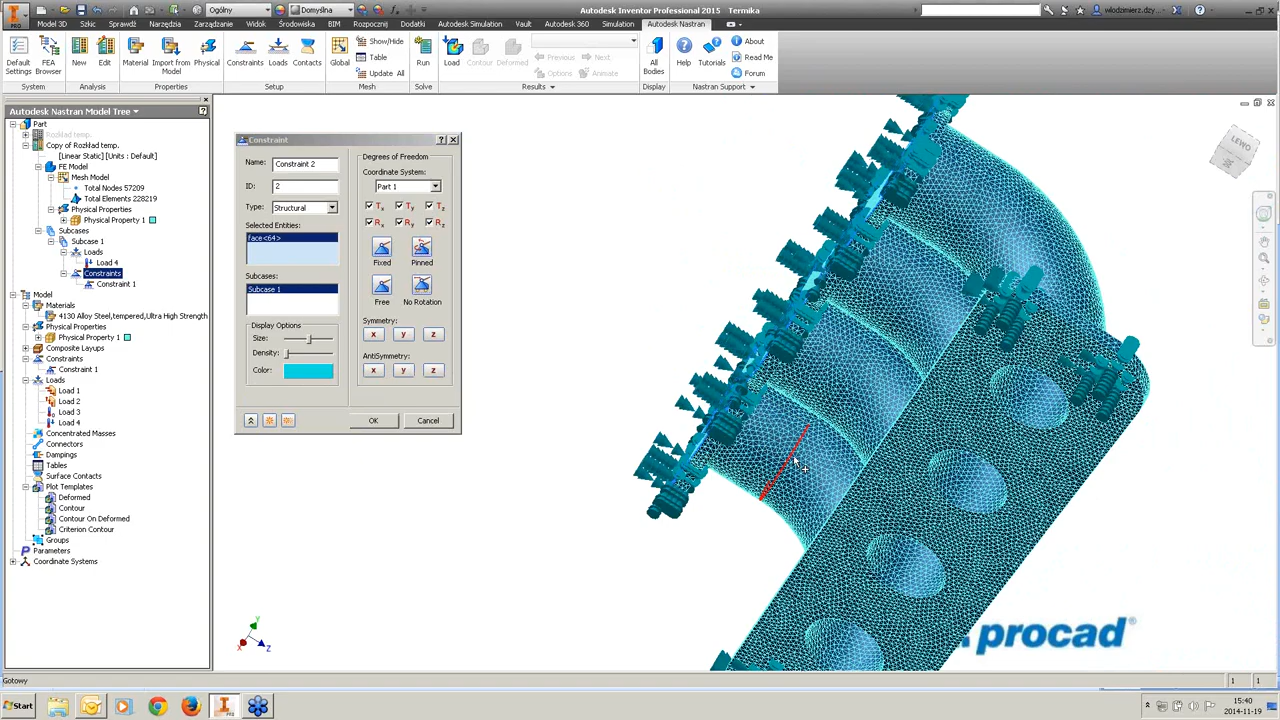 Ogólny
Domyślna
Autodesk Inventor Professional 2015 Termika
PRO
Model 3D
Szkic
Sprawdź
Narzędzia
Zarządzanie
Widok
Środowiska
BIM
Rozpocznij
Dodatki
Autodesk Simulation
Vault
Autodesk 360
Simulation
Autodesk Nastran
Default Settings
FEA Browser
New
Edit
Material
Import from Model
Physical
Constraints
Loads
Contacts
Global
Show/Hide
Table
Update All
Run
Load
Contour
Deformed
Previous
Next
Options
Animate
All Bodies
Help
Tutorials
About
Read Me
Forum
System
Analysis
Properties
Setup
Mesh
Solve
Results
Display
Nastran Support
Autodesk Nastran Model Tree
Part
Rozkład temp.
Copy of Rozkład temp.
[Linear Static] [Units : Default]
FE Model
Mesh Model
Total Nodes 57209
Total Elements 228219
Physical Properties
Physical Property 1
Subcases
Subcase 1
Loads
Load 4
Constraints
Constraint 1
Model
Materials
4130 Alloy Steel,tempered,Ultra High Strength
Physical Properties
Physical Property 1
Composite Layups
Constraints
Constraint 1
Loads
Load 1
Load 2
Load 3
Load 4
Concentrated Masses
Connectors
Dampings
Tables
Surface Contacts
Plot Templates
Deformed
Contour
Contour On Deformed
Criterion Contour
Groups
Parameters
Coordinate Systems
Constraint
Name: Constraint 2
ID: 2
Type: Structural
Selected Entities:
Face<64>
Subcases:
Subcase 1
Display Options
Size:
Density:
Color:
Degrees of Freedom
Coordinate System:
Part 1
Tx Ty Tz
Rx Ry Rz
Fixed
Pinned
Free
No Rotation
Symmetry:
x y z
AntiSymmetry:
x y z
OK
Cancel
LEWO
Y
X
Z
procad®
Gotowy
1 1
Start
15:40
2014-11-19